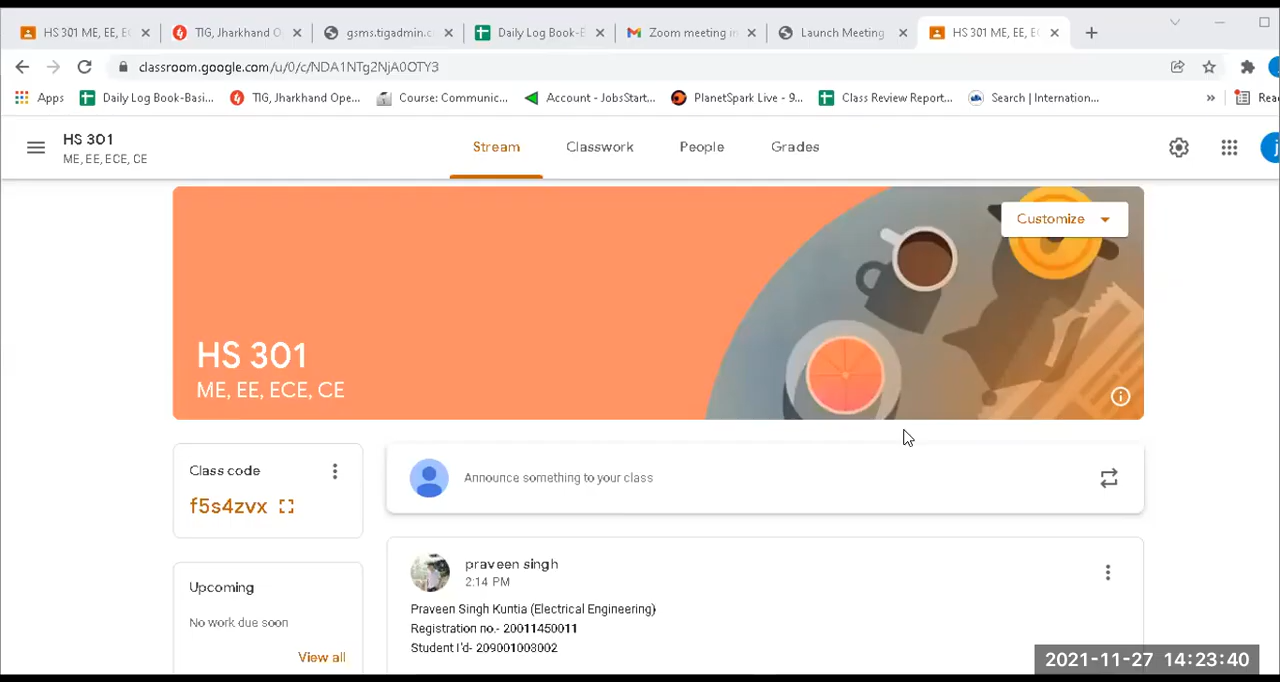 HS 301 ME, EE, E
TIG, Jharkhand O
gsms.tigadmin.c
Daily Log Book-E
Zoom meeting in
Launch Meeting
HS 301 ME, EE, E
classroom.google.com/u/0/c/NDA1NTg2NjA0OTY3
Apps
Daily Log Book-Basi...
TIG, Jharkhand Ope...
Course: Communic...
Account - JobsStart...
PlanetSpark Live - 9...
Class Review Report...
Search | Internation...
»
Rea
HS 301
ME, EE, ECE, CE
Stream
Classwork
People
Grades
j
Customize
HS 301
ME, EE, ECE, CE
Class code
f5s4zvx
Announce something to your class
Upcoming
No work due soon
View all
praveen singh
2:14 PM
Praveen Singh Kuntia (Electrical Engineering)
Registration no.- 20011450011
Student I'd- 209001003002
2021-11-27 14:23:40